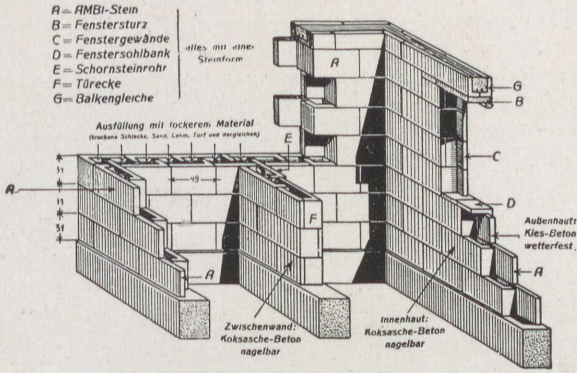 A = AMBI-Stein
B = Fenstersturz
C = Fenstergewände
D = Fenstersohlbank
E = Schornsteinrohr
F = Türecke
G = Balkengleiche
alles mit einer
Steinform
Ausfüllung mit lockerem Material
(trockene Schlacke, Sand, Lehm, Torf und dergleichen)
A
G
B
E
C
31
49
A
11
F
D
31
Außenhaut:
Kies-Beton
wetterfest
A
A
Zwischenwand:
Koksasche-Beton
nagelbar
Innenhaut:
Koksasche-Beton
nagelbar